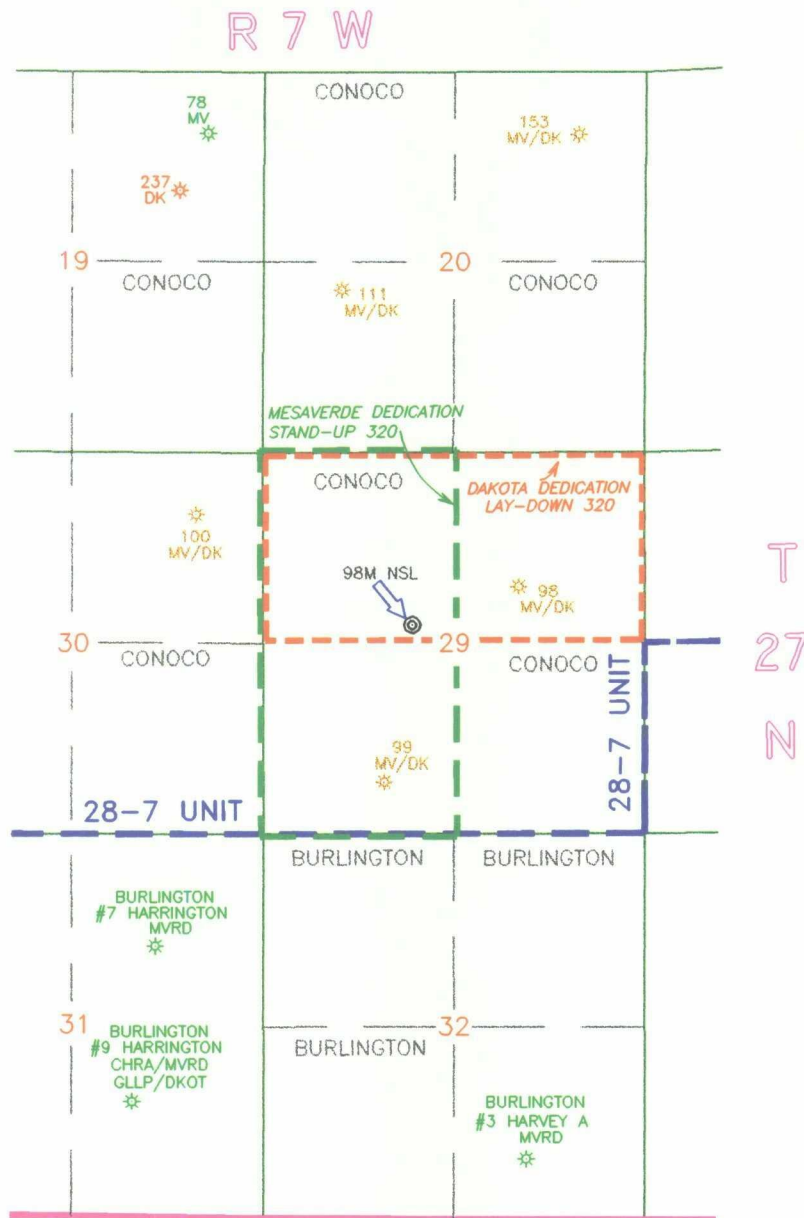 R 7 W
CONOCO
78
MV
153
MV/DK
237
DK
19
20
CONOCO
CONOCO
111
MV/DK
MESAVERDE DEDICATION
STAND-UP 320
CONOCO
DAKOTA DEDICATION
LAY-DOWN 320
100
MV/DK
T
98M NSL
98
MV/DK
30
29
27
CONOCO
CONOCO
28-7 UNIT
N
99
MV/DK
28-7 UNIT
BURLINGTON
BURLINGTON
BURLINGTON
#7 HARRINGTON
MVRD
31
32
BURLINGTON
#9 HARRINGTON
CHRA/MVRD
GLLP/DKOT
BURLINGTON
BURLINGTON
#3 HARVEY A
MVRD